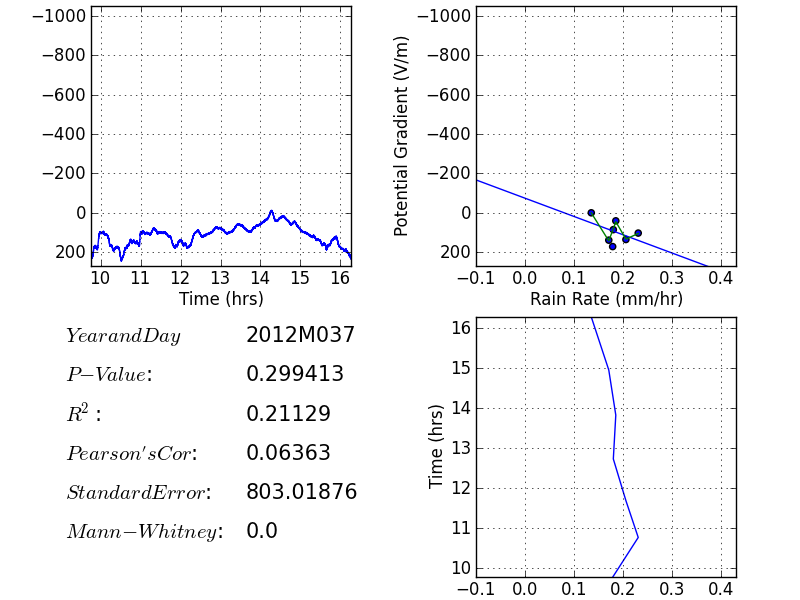 −1000
−800
−600
−400
−200
0
200
10 11 12 13 14 15 16
Time (hrs)
Potential Gradient (V/m)
−1000
−800
−600
−400
−200
0
200
−0.1 0.0 0.1 0.2 0.3 0.4
Rain Rate (mm/hr)
YearandDay 2012M037
P−Value: 0.299413
R² : 0.21129
Pearson'sCor: 0.06363
StandardError: 803.01876
Mann−Whitney: 0.0
Time (hrs)
16
15
14
13
12
11
10
−0.1 0.0 0.1 0.2 0.3 0.4